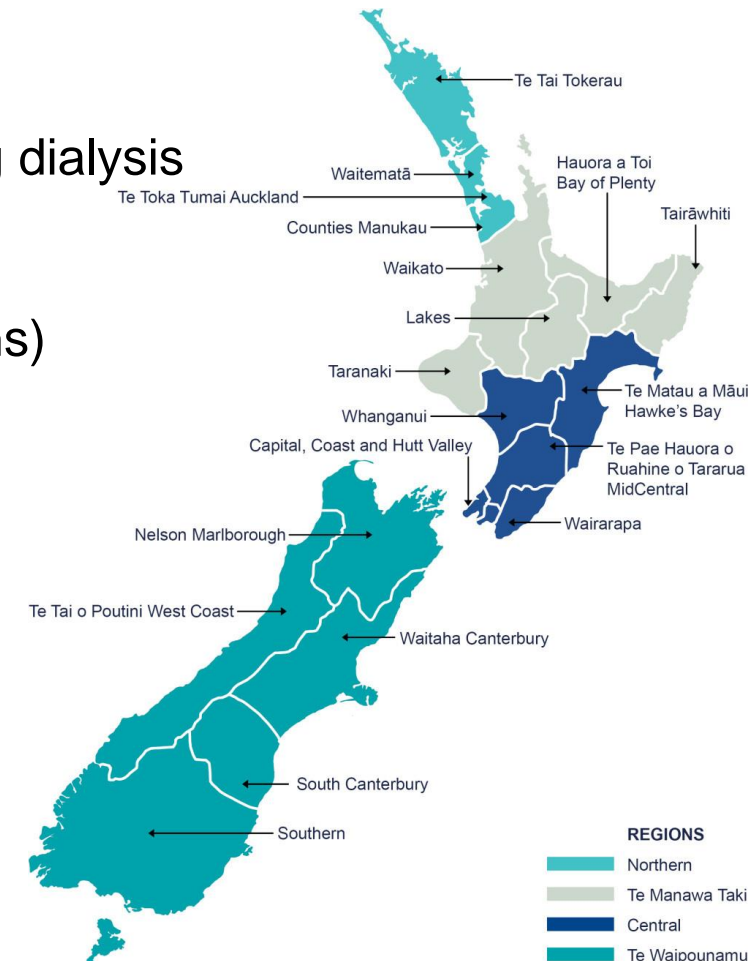 dialysis
s)
Te Tai Tokerau
Waitematā
Te Toka Tumai Auckland
Counties Manukau
Hauora a Toi
Bay of Plenty
Tairāwhiti
Waikato
Lakes
Taranaki
Whanganui
Te Matau a Māui
Hawke's Bay
Capital, Coast and Hutt Valley
Te Pae Hauora o
Ruahine o Tararua
MidCentral
Wairarapa
Nelson Marlborough
Te Tai o Poutini West Coast
Waitaha Canterbury
South Canterbury
Southern
REGIONS
Northern
Te Manawa Taki
Central
Te Waipounamu